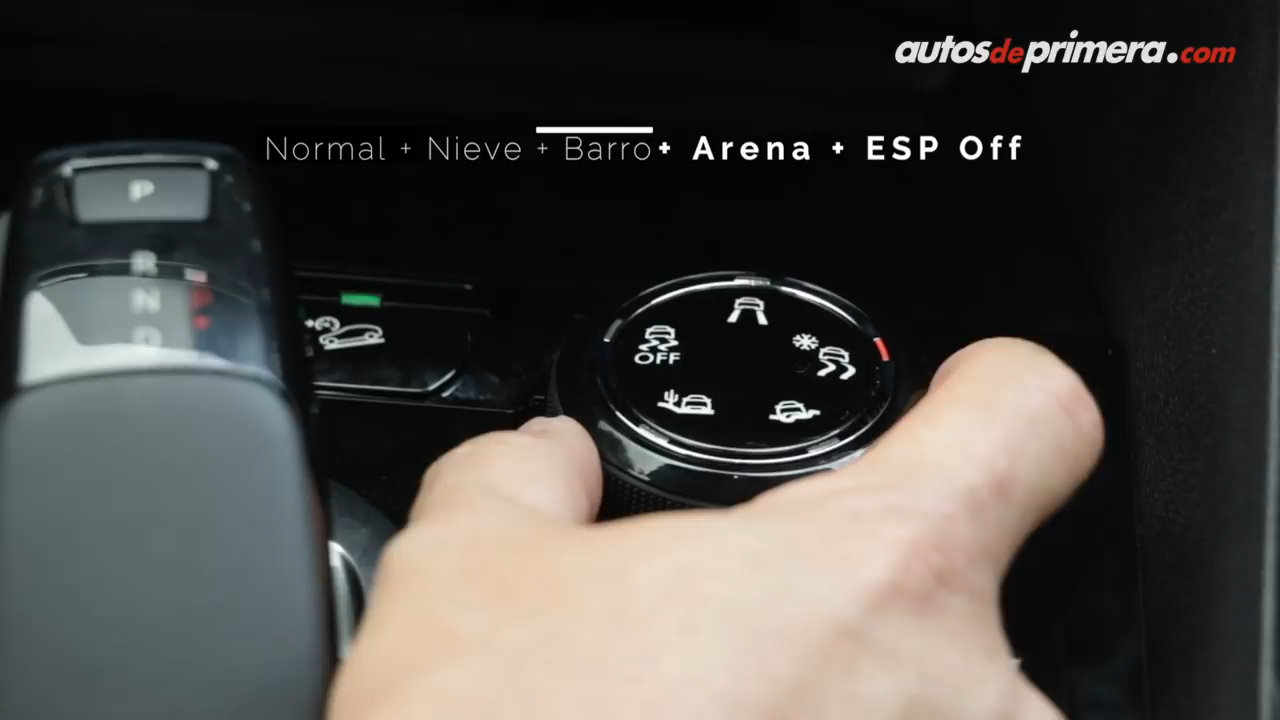 autosdeprimera.com
Normal + Nieve + Barro + Arena + ESP Off
P
R
N
D
OFF